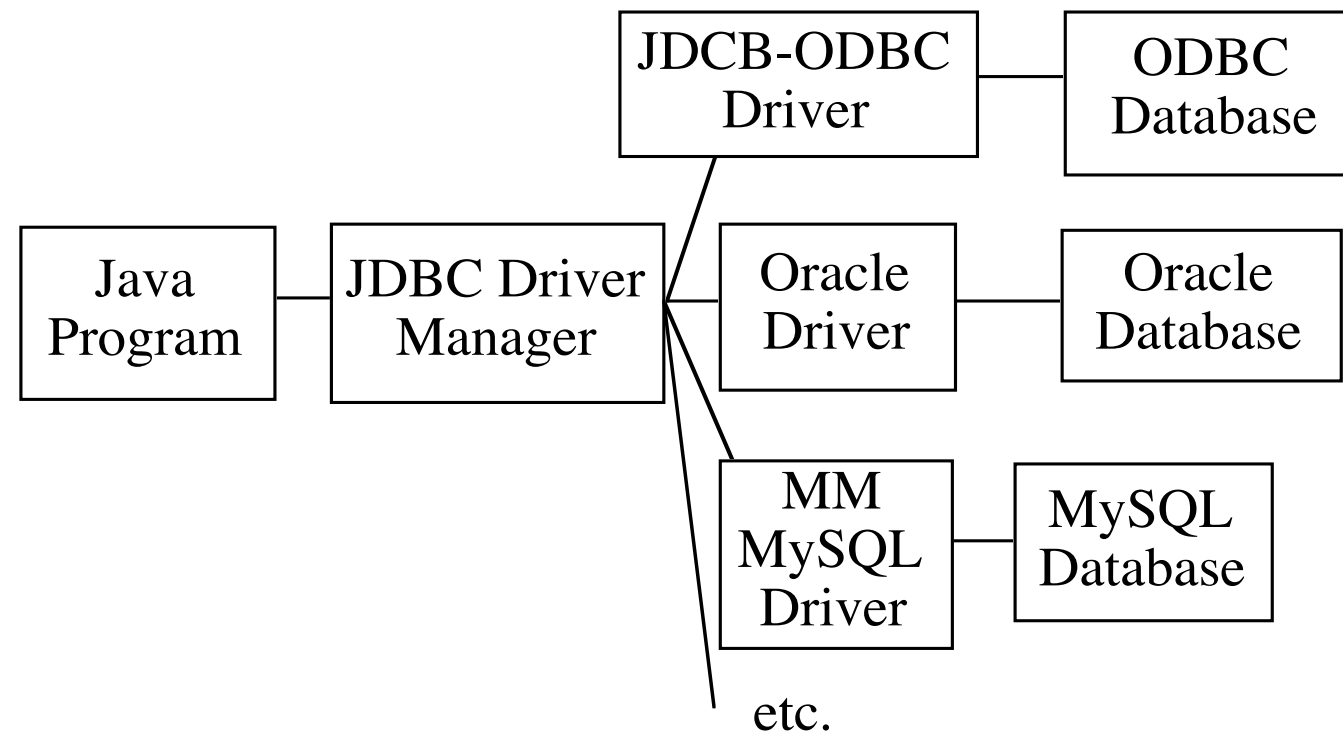 JDCB-ODBC
Driver
ODBC
Database
Java
Program
JDBC Driver
Manager
Oracle
Driver
Oracle
Database
MM
MySQL
Driver
MySQL
Database
etc.